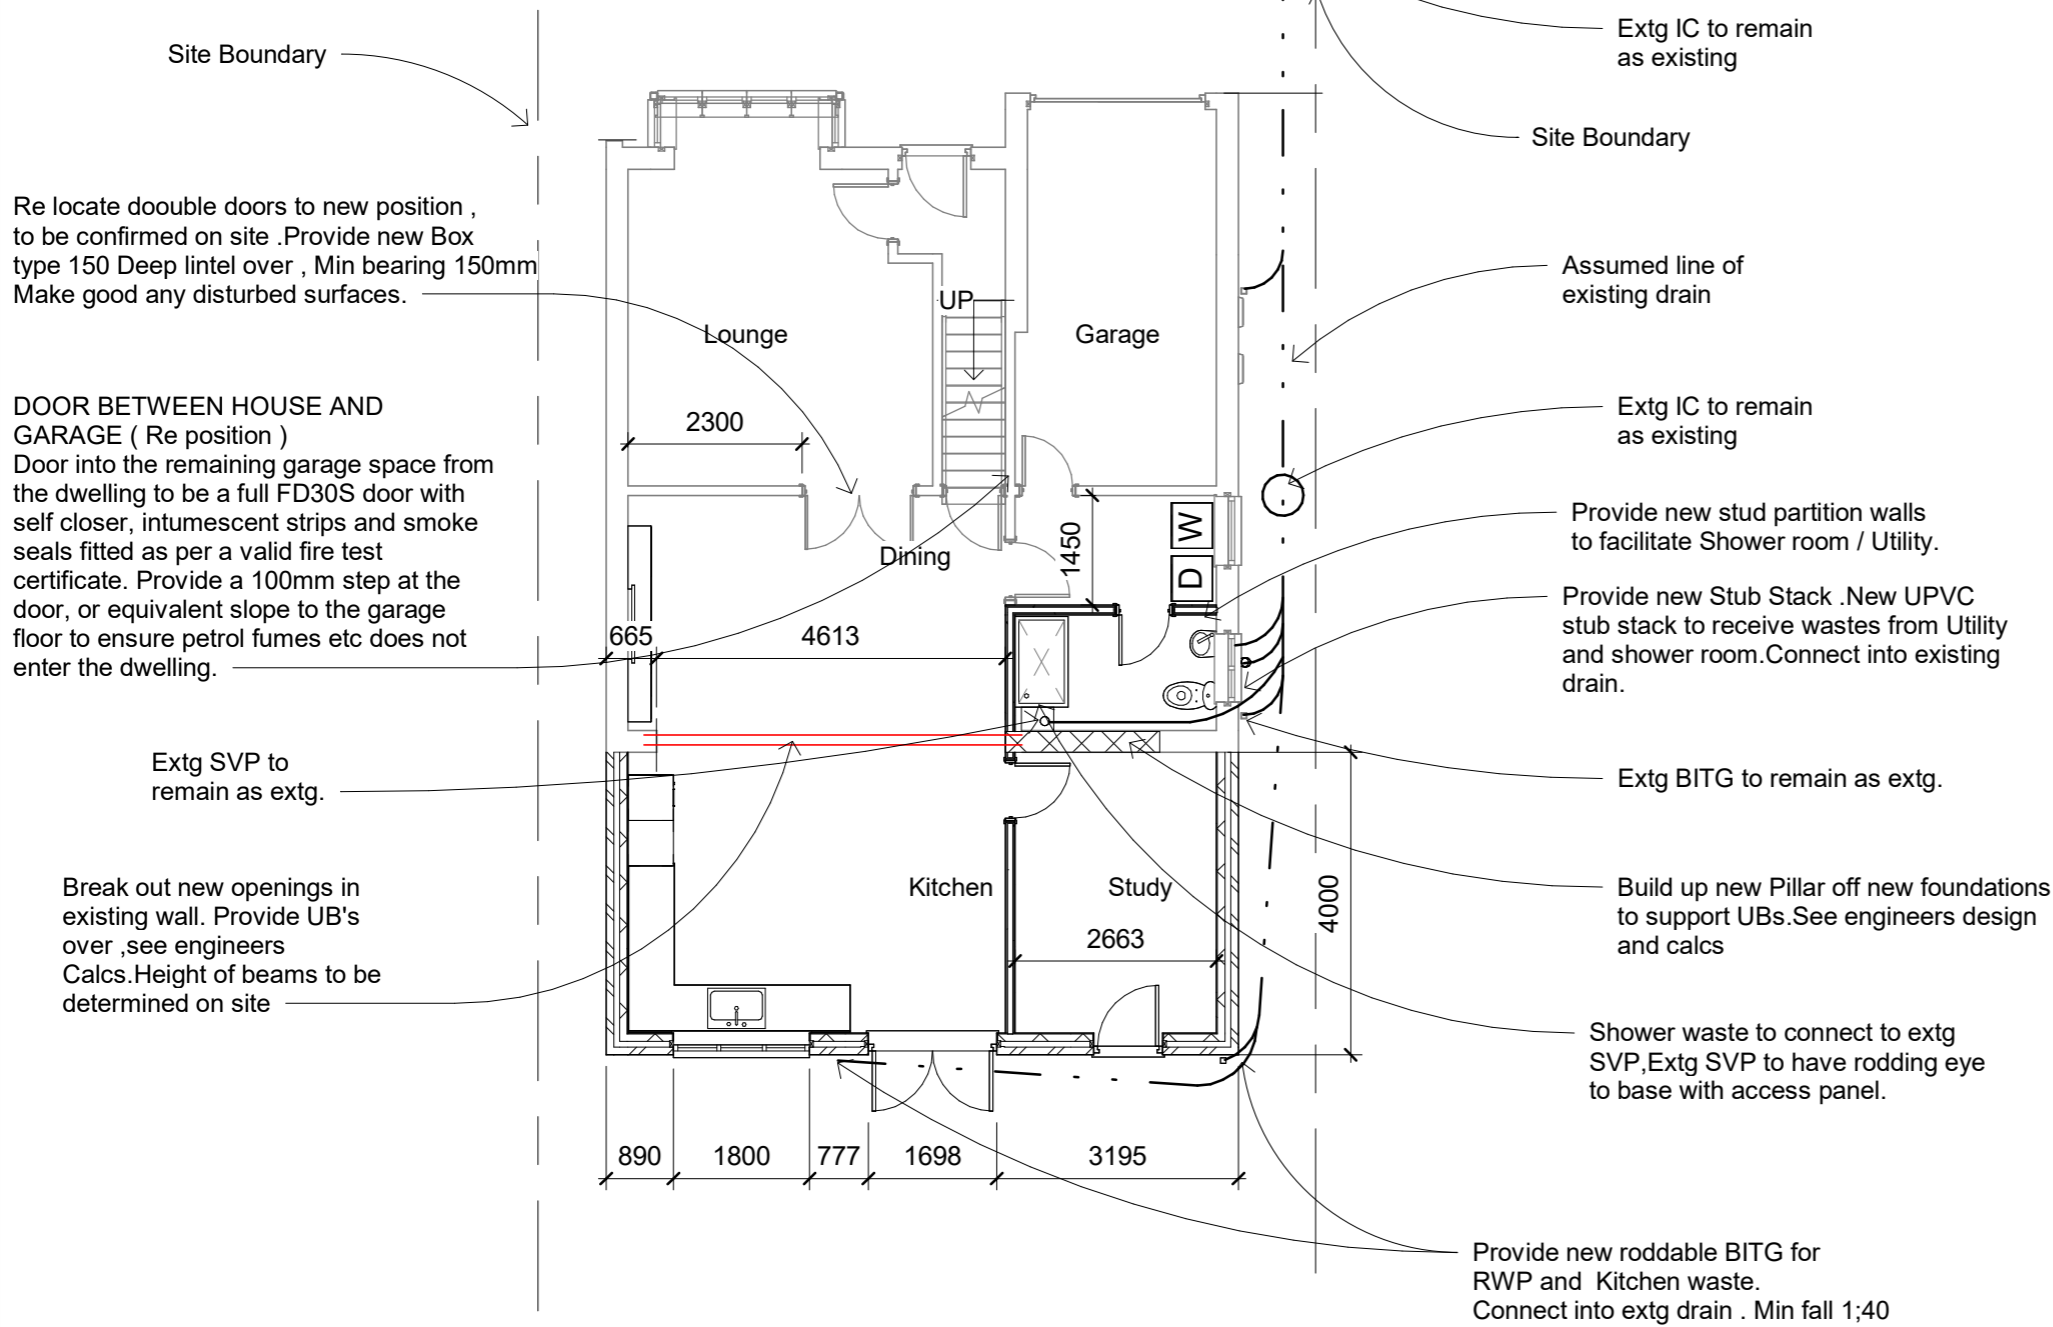 Site Boundary
Extg IC to remain
as existing
Site Boundary
Re locate doouble doors to new position ,
to be confirmed on site .Provide new Box
type 150 Deep lintel over , Min bearing 150mm
Make good any disturbed surfaces.
Assumed line of
existing drain
UP
Lounge
Garage
DOOR BETWEEN HOUSE AND
GARAGE ( Re position )
Door into the remaining garage space from
the dwelling to be a full FD30S door with
self closer, intumescent strips and smoke
seals fitted as per a valid fire test
certificate. Provide a 100mm step at the
door, or equivalent slope to the garage
floor to ensure petrol fumes etc does not
enter the dwelling.
2300
Extg IC to remain
as existing
Provide new stud partition walls
to facilitate Shower room / Utility.
Dining
1450
W
D
Provide new Stub Stack .New UPVC
stub stack to receive wastes from Utility
and shower room.Connect into existing
drain.
665
4613
Extg SVP to
remain as extg.
Extg BITG to remain as extg.
Break out new openings in
existing wall. Provide UB's
over ,see engineers
Calcs.Height of beams to be
determined on site
Kitchen
Study
2663
4000
Build up new Pillar off new foundations
to support UBs.See engineers design
and calcs
Shower waste to connect to extg
SVP,Extg SVP to have rodding eye
to base with access panel.
890
1800
777
1698
3195
Provide new roddable BITG for
RWP and Kitchen waste.
Connect into extg drain . Min fall 1;40